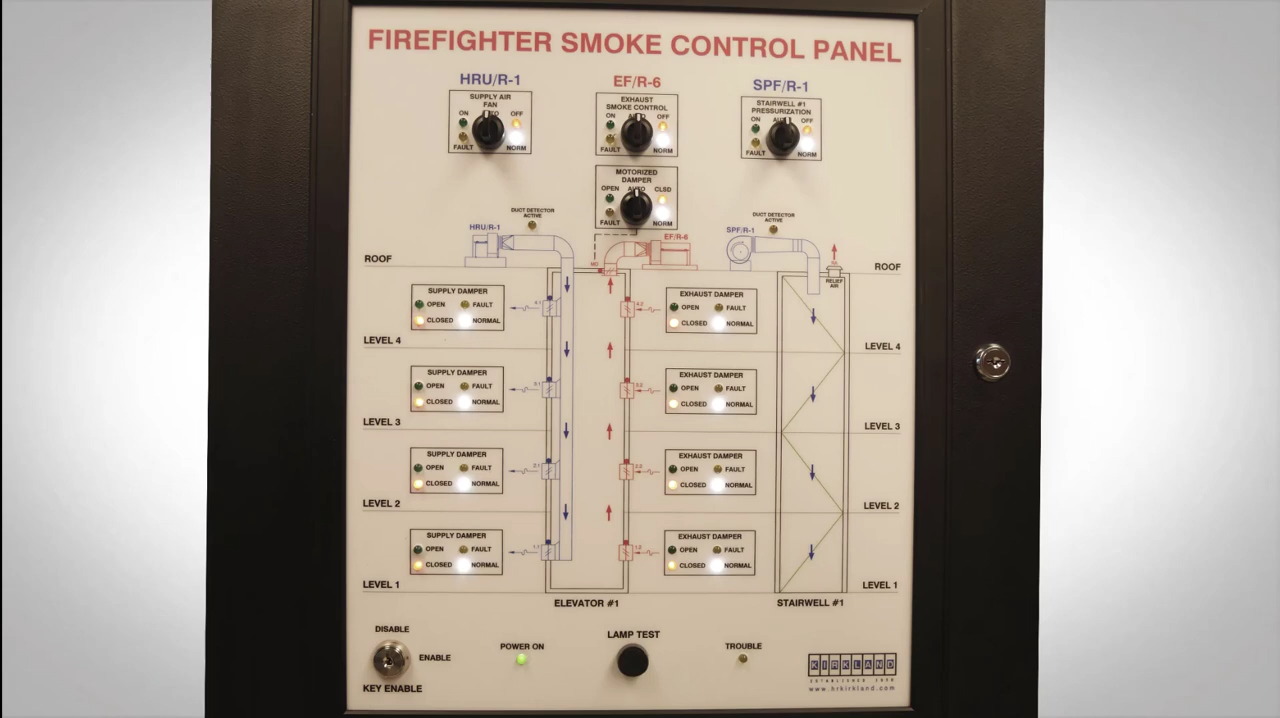 FIREFIGHTER SMOKE CONTROL PANEL
HRU/R-1
SUPPLY AIR
FAN
ON
OFF
FAULT
NORM
EF/R-6
EXHAUST
SMOKE CONTROL
ON
AUTO
OFF
FAULT
NORM
SPF/R-1
STAIRWELL #1
PRESSURIZATION
ON
OFF
FAULT
NORM
MOTORIZED
DAMPER
OPEN
AUTO
CLSD
FAULT
NORM
DUCT DETECTOR
ACTIVE
HRU/R-1
EF/R-6
MD
DUCT DETECTOR
ACTIVE
SPF/R-1
RELIEF
AIR
ROOF
ROOF
SUPPLY DAMPER
OPEN FAULT
CLOSED NORMAL
EXHAUST DAMPER
OPEN FAULT
CLOSED NORMAL
LEVEL 4
LEVEL 4
SUPPLY DAMPER
OPEN FAULT
CLOSED NORMAL
EXHAUST DAMPER
OPEN FAULT
CLOSED NORMAL
LEVEL 3
LEVEL 3
SUPPLY DAMPER
OPEN FAULT
CLOSED NORMAL
EXHAUST DAMPER
OPEN FAULT
CLOSED NORMAL
LEVEL 2
LEVEL 2
SUPPLY DAMPER
OPEN FAULT
CLOSED NORMAL
EXHAUST DAMPER
OPEN FAULT
CLOSED NORMAL
LEVEL 1
LEVEL 1
ELEVATOR #1
STAIRWELL #1
DISABLE
ENABLE
KEY ENABLE
POWER ON
LAMP TEST
TROUBLE
KIRKLAND
www.hrkirkland.com